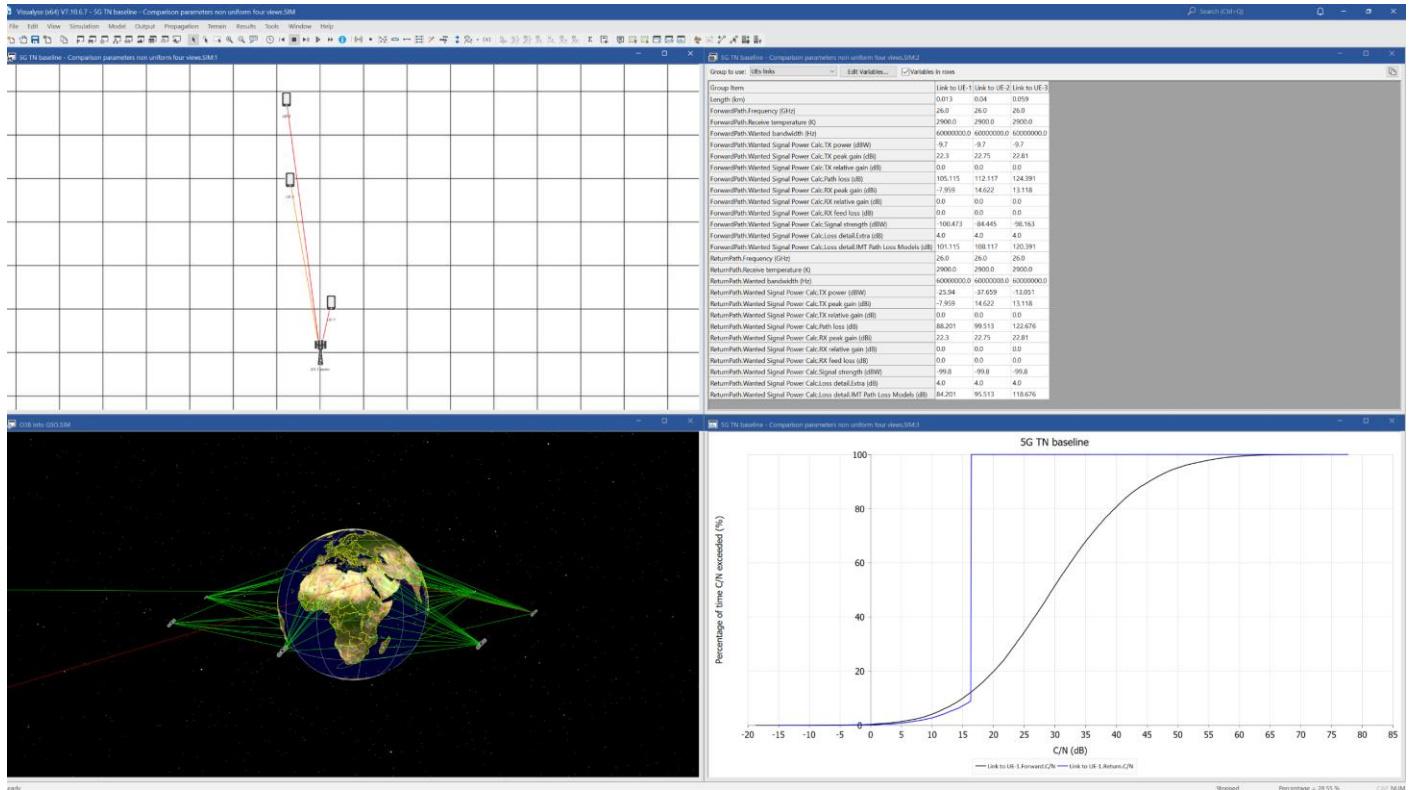 Visualyse (x64) V7.10.6.7 - 5G TN baseline - Comparison parameters non uniform four views.SIM
Search (Ctrl+Q)
File Edit View Simulation Model Output Propagation Terrain Results Tools Window Help
5G TN baseline - Comparison parameters non uniform four views.SIM:1
5G TN baseline - Comparison parameters non uniform four views.SIM:2
Group to use: UEs links Edit Variables... Variables in rows
Group Item Link to UE-1 Link to UE-2 Link to UE-3
Length (km) 0.013 0.04 0.059
ForwardPath.Frequency (GHz) 26.0 26.0 26.0
ForwardPath.Receive temperature (K) 2900.0 2900.0 2900.0
ForwardPath.Wanted bandwidth (Hz) 60000000.0 60000000.0 60000000.0
ForwardPath.Wanted Signal Power Calc.TX power (dBW) -9.7 -9.7 -9.7
ForwardPath.Wanted Signal Power Calc.TX peak gain (dBi) 22.3 22.75 22.81
ForwardPath.Wanted Signal Power Calc.TX relative gain (dB) 0.0 0.0 0.0
ForwardPath.Wanted Signal Power Calc.Path loss (dB) 105.115 112.117 124.391
ForwardPath.Wanted Signal Power Calc.RX peak gain (dBi) -7.959 14.622 13.118
ForwardPath.Wanted Signal Power Calc.RX relative gain (dB) 0.0 0.0 0.0
ForwardPath.Wanted Signal Power Calc.RX feed loss (dB) 0.0 0.0 0.0
ForwardPath.Wanted Signal Power Calc.Signal strength (dBW) -100.473 -84.445 -98.163
ForwardPath.Wanted Signal Power Calc.Loss detail.Extra (dB) 4.0 4.0 4.0
ForwardPath.Wanted Signal Power Calc.Loss detail.IMT Path Loss Models (dB) 101.115 108.117 120.391
ReturnPath.Frequency (GHz) 26.0 26.0 26.0
ReturnPath.Receive temperature (K) 2900.0 2900.0 2900.0
ReturnPath.Wanted bandwidth (Hz) 60000000.0 60000000.0 60000000.0
ReturnPath.Wanted Signal Power Calc.TX power (dBW) -25.94 -37.659 -13.051
ReturnPath.Wanted Signal Power Calc.TX peak gain (dBi) -7.959 14.622 13.118
ReturnPath.Wanted Signal Power Calc.TX relative gain (dB) 0.0 0.0 0.0
ReturnPath.Wanted Signal Power Calc.Path loss (dB) 88.201 99.513 122.676
ReturnPath.Wanted Signal Power Calc.RX peak gain (dBi) 22.3 22.75 22.81
ReturnPath.Wanted Signal Power Calc.RX relative gain (dB) 0.0 0.0 0.0
ReturnPath.Wanted Signal Power Calc.RX feed loss (dB) 0.0 0.0 0.0
ReturnPath.Wanted Signal Power Calc.Signal strength (dBW) -99.8 -99.8 -99.8
ReturnPath.Wanted Signal Power Calc.Loss detail.Extra (dB) 4.0 4.0 4.0
ReturnPath.Wanted Signal Power Calc.Loss detail.IMT Path Loss Models (dB) 84.201 95.513 118.676
O3B into GSO.SIM
5G TN baseline - Comparison parameters non uniform four views.SIM:3
5G TN baseline
Percentage of time C/N exceeded (%)
100
80
60
40
20
0
-20 -15 -10 -5 0 5 10 15 20 25 30 35 40 45 50 55 60 65 70 75 80 85
C/N (dB)
Link to UE-1.Forward.C/N Link to UE-1.Return.C/N
Stopped Percentage = 28.55 % CAP NUM